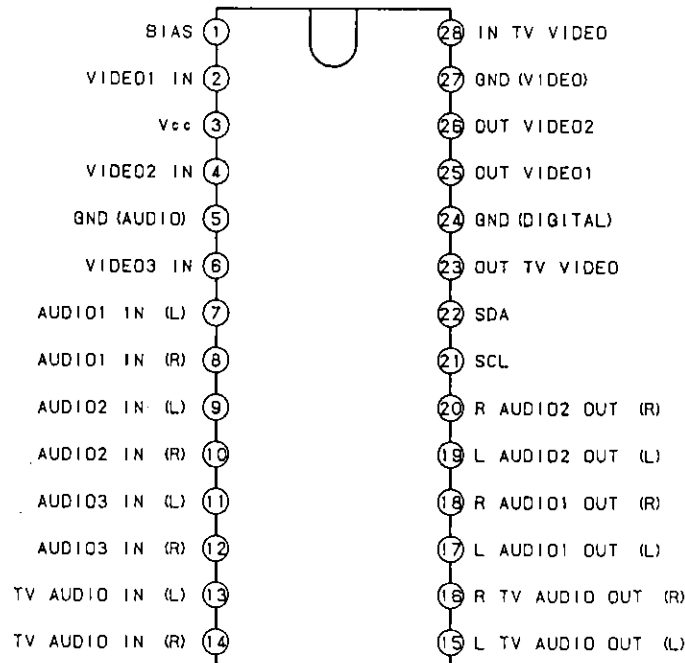 BIAS 1 28 IN TV VIDEO
VIDEO1 IN 2 27 GND (VIDEO)
Vcc 3 26 OUT VIDEO2
VIDEO2 IN 4 25 OUT VIDEO1
GND (AUDIO) 5 24 GND (DIGITAL)
VIDEO3 IN 6 23 OUT TV VIDEO
AUDIO1 IN (L) 7 22 SDA
AUDIO1 IN (R) 8 21 SCL
AUDIO2 IN (L) 9 20 R AUDIO2 OUT (R)
AUDIO2 IN (R) 10 19 L AUDIO2 OUT (L)
AUDIO3 IN (L) 11 18 R AUDIO1 OUT (R)
AUDIO3 IN (R) 12 17 L AUDIO1 OUT (L)
TV AUDIO IN (L) 13 16 R TV AUDIO OUT (R)
TV AUDIO IN (R) 14 15 L TV AUDIO OUT (L)